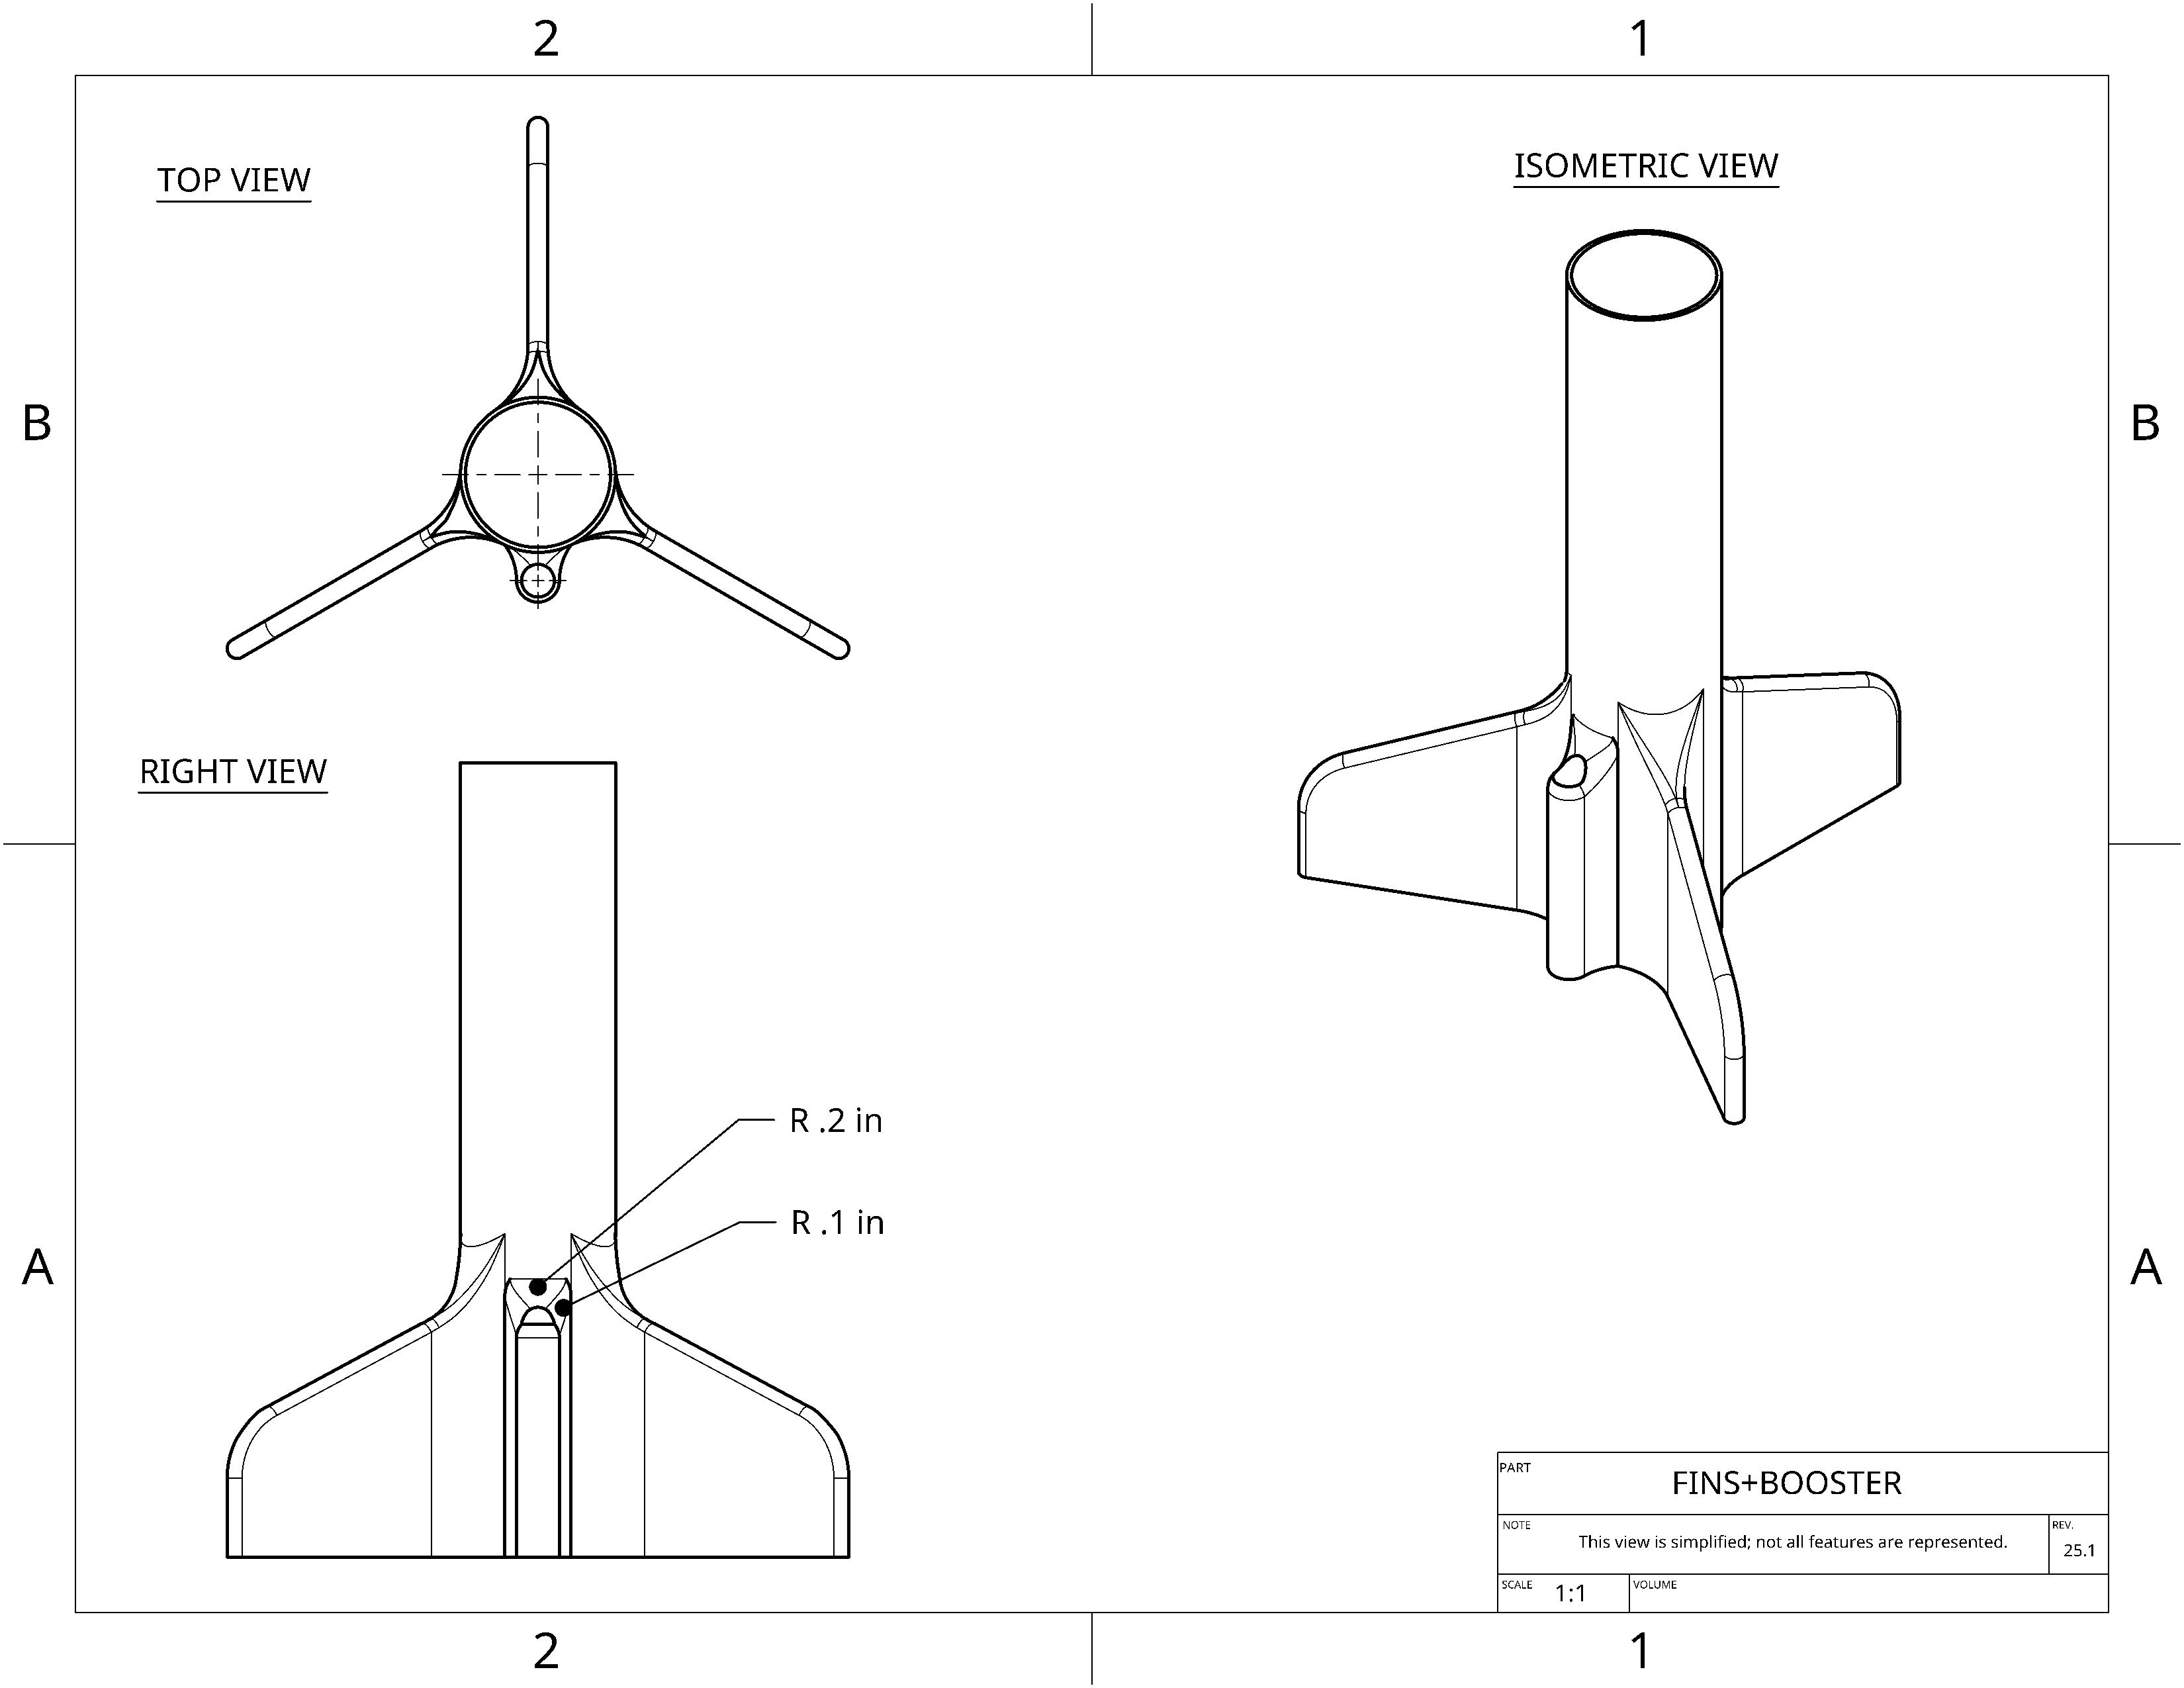 2
1
TOP VIEW
ISOMETRIC VIEW
B
B
RIGHT VIEW
R .2 in
R .1 in
A
A
PART
FINS+BOOSTER
NOTE
This view is simplified; not all features are represented.
REV.
25.1
SCALE
1:1
VOLUME
2
1